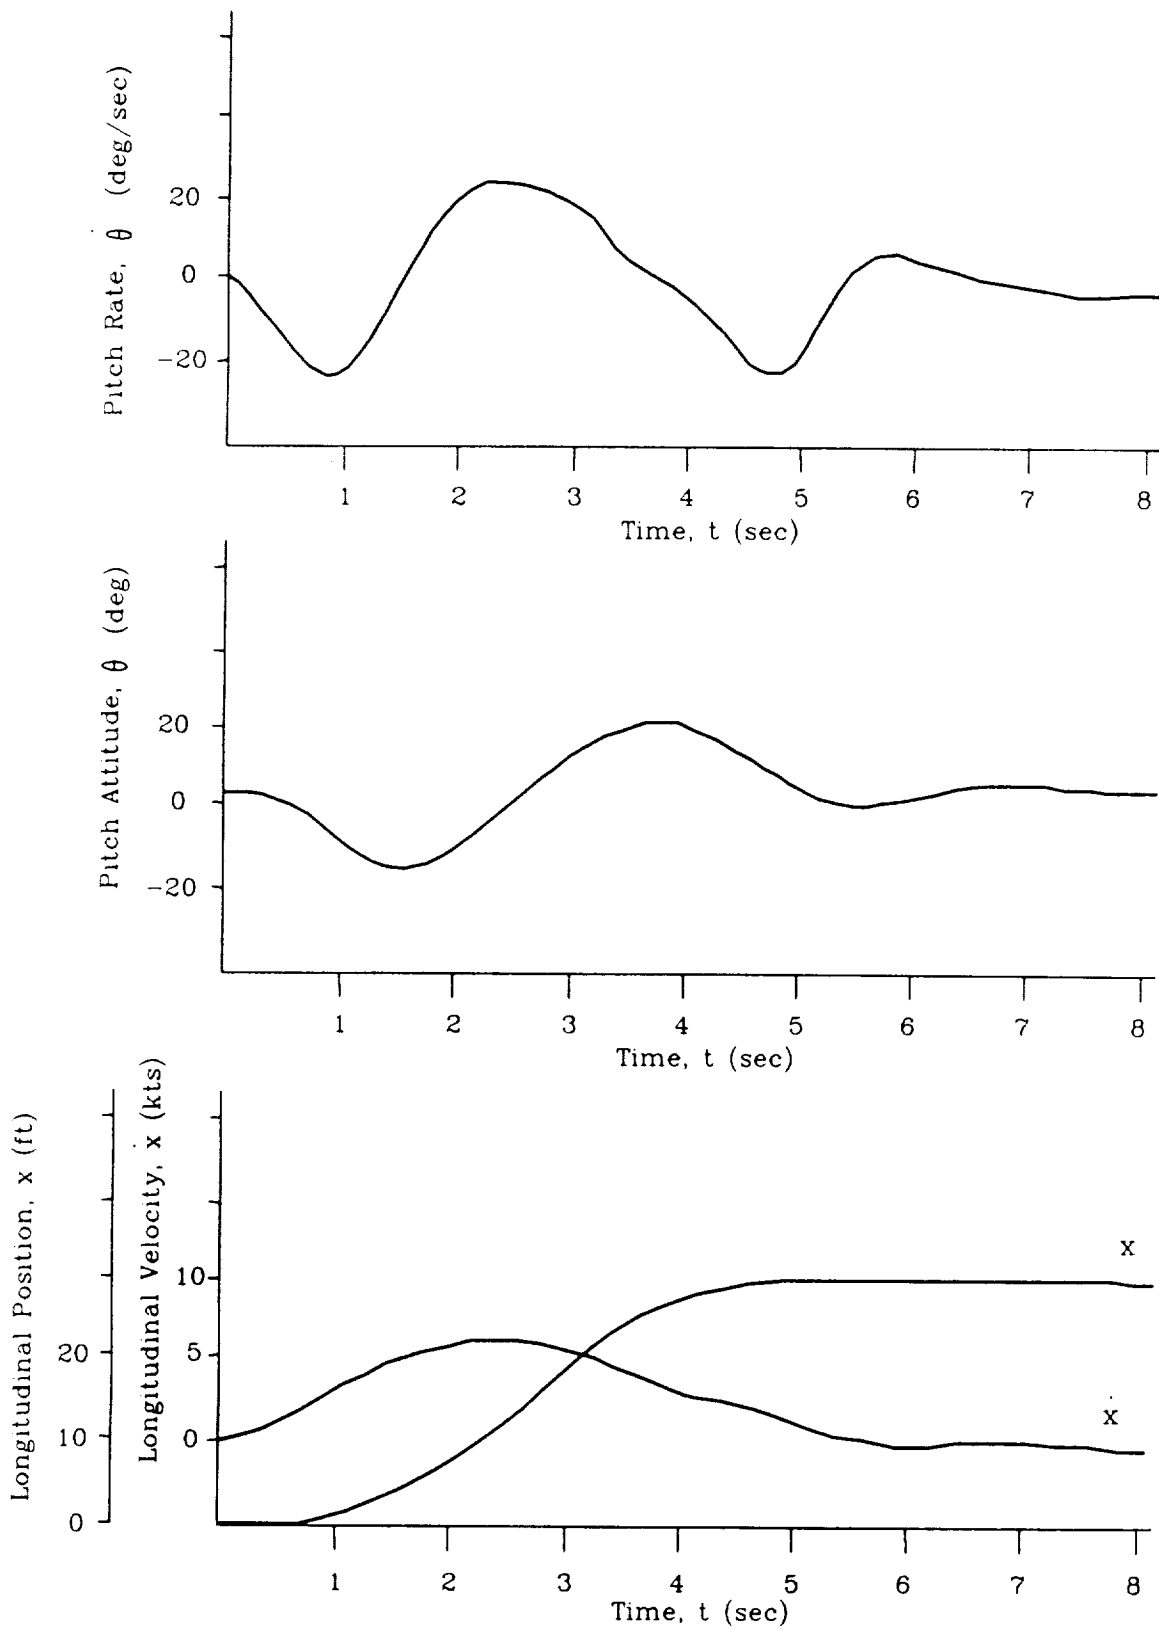 Pitch Rate, θ̇ (deg/sec)
20
0
−20
1 2 3 4 5 6 7 8
Time, t (sec)
Pitch Attitude, θ (deg)
20
0
−20
1 2 3 4 5 6 7 8
Time, t (sec)
Longitudinal Position, x (ft)
20
10
0
Longitudinal Velocity, ẋ (kts)
10
5
0
x
ẋ
1 2 3 4 5 6 7 8
Time, t (sec)